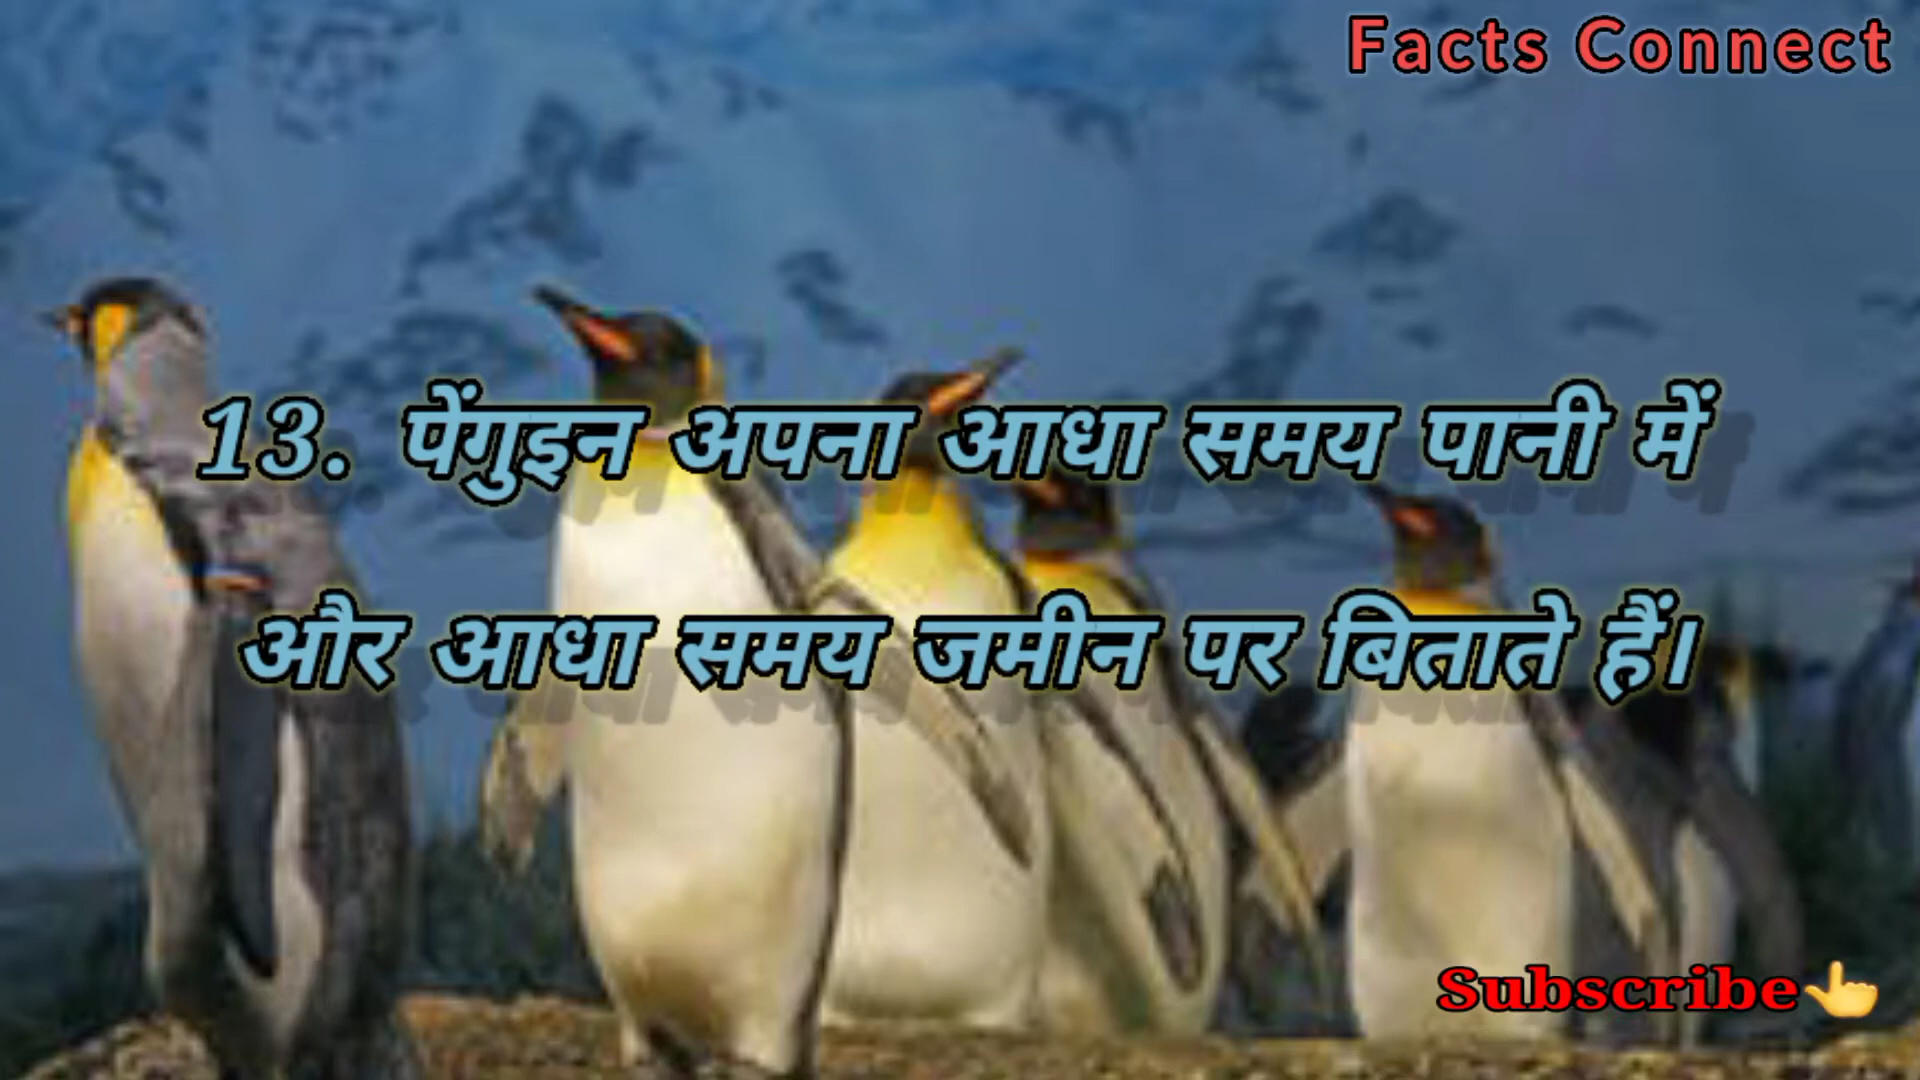 Facts Connect
13. पेंगुइन अपना आधा समय पानी में
और आधा समय जमीन पर बिताते हैं।
Subscribe👆